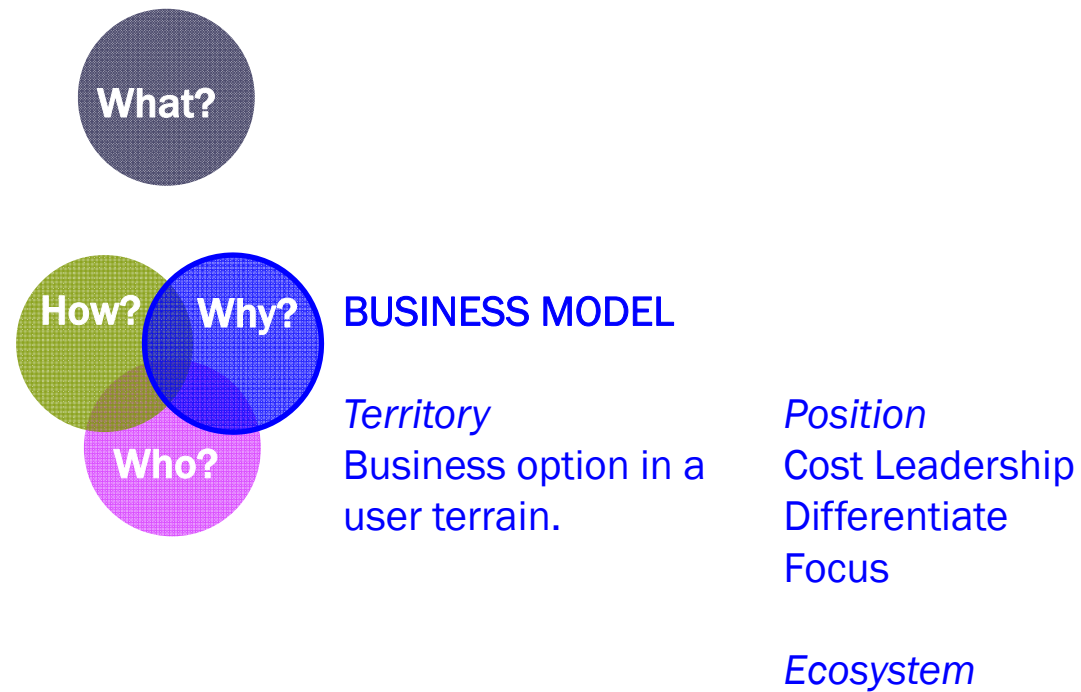 What?
How?
Why?
Who?
BUSINESS MODEL
Territory
Business option in a
user terrain.
Position
Cost Leadership
Differentiate
Focus
Ecosystem